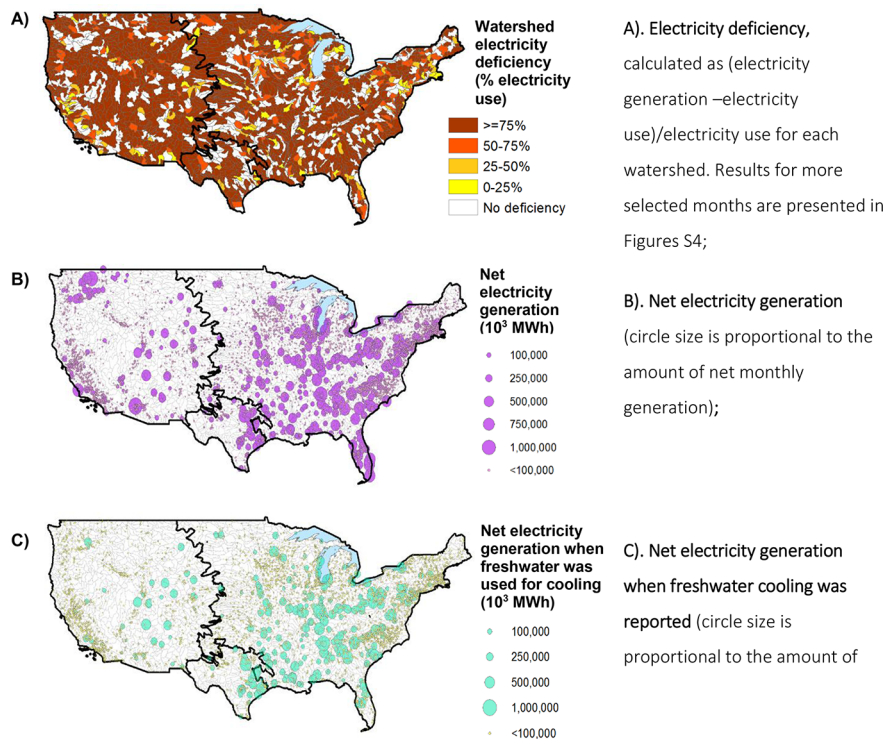 A)
Watershed
electricity
deficiency
(% electricity
use)
>=75%
50-75%
25-50%
0-25%
No deficiency
A). Electricity deficiency,
calculated as (electricity
generation –electricity
use)/electricity use for each
watershed. Results for more
selected months are presented in
Figures S4;
B)
Net
electricity
generation
(10³ MWh)
100,000
250,000
500,000
750,000
1,000,000
<100,000
B). Net electricity generation
(circle size is proportional to the
amount of net monthly
generation);
C)
Net electricity
generation when
freshwater was
used for cooling
(10³ MWh)
100,000
250,000
500,000
1,000,000
<100,000
C). Net electricity generation
when freshwater cooling was
reported (circle size is
proportional to the amount of